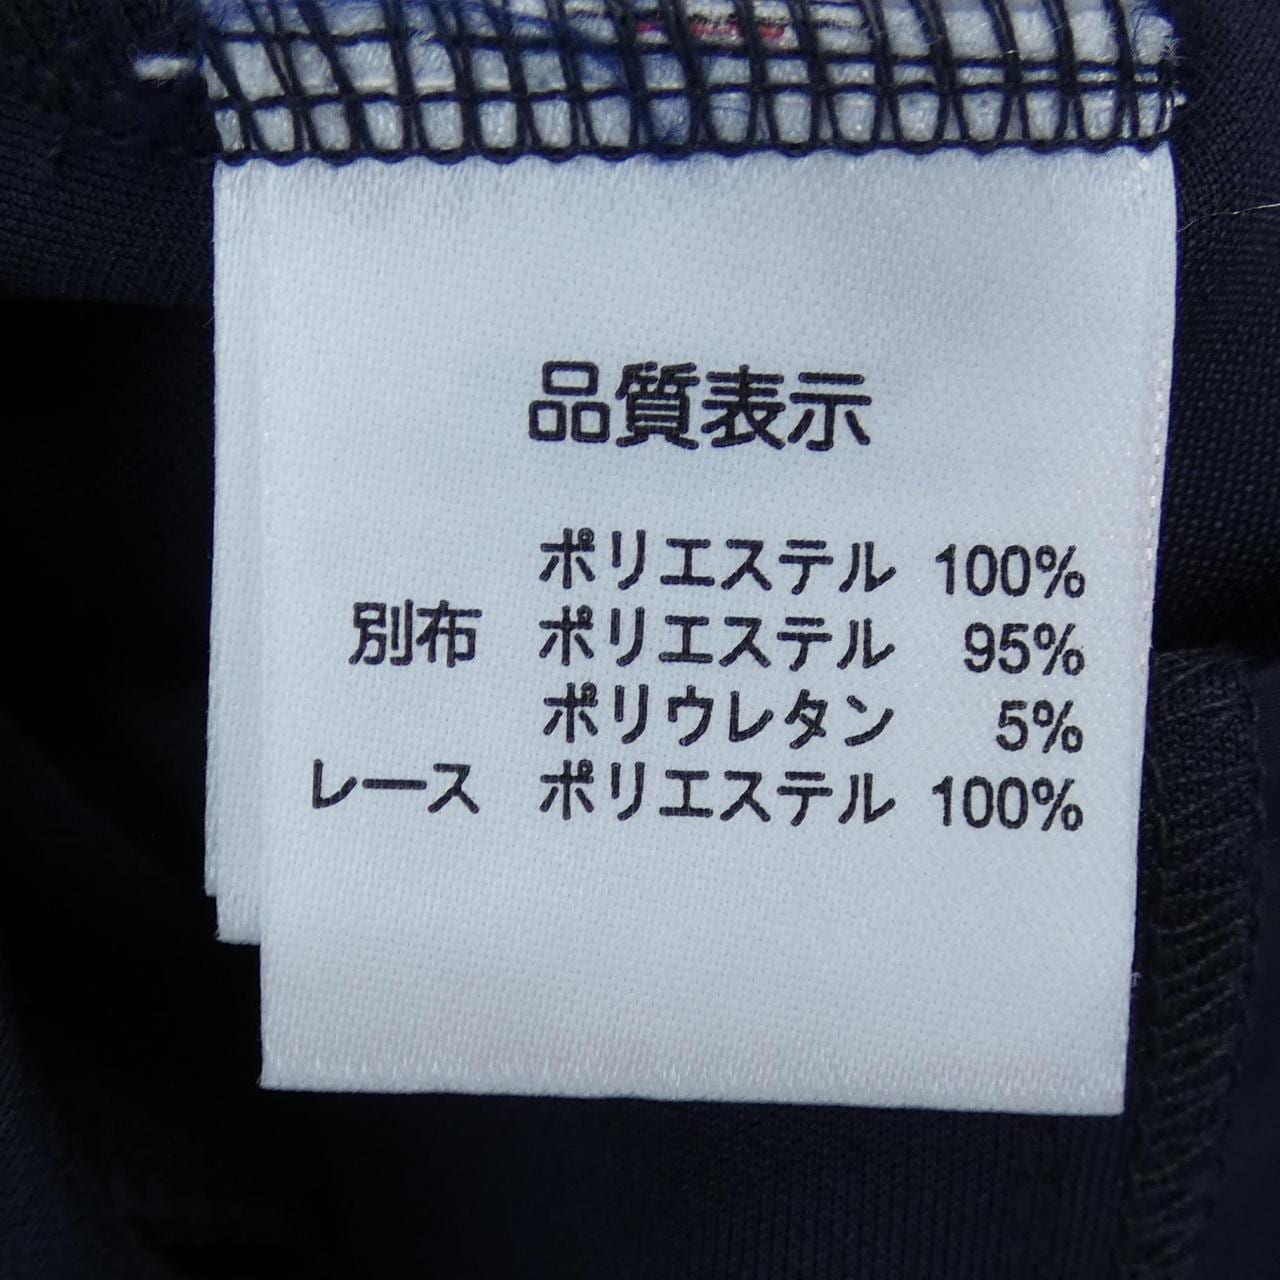 品質表示
ポリエステル 100%
別布 ポリエステル 95%
ポリウレタン 5%
レース ポリエステル 100%